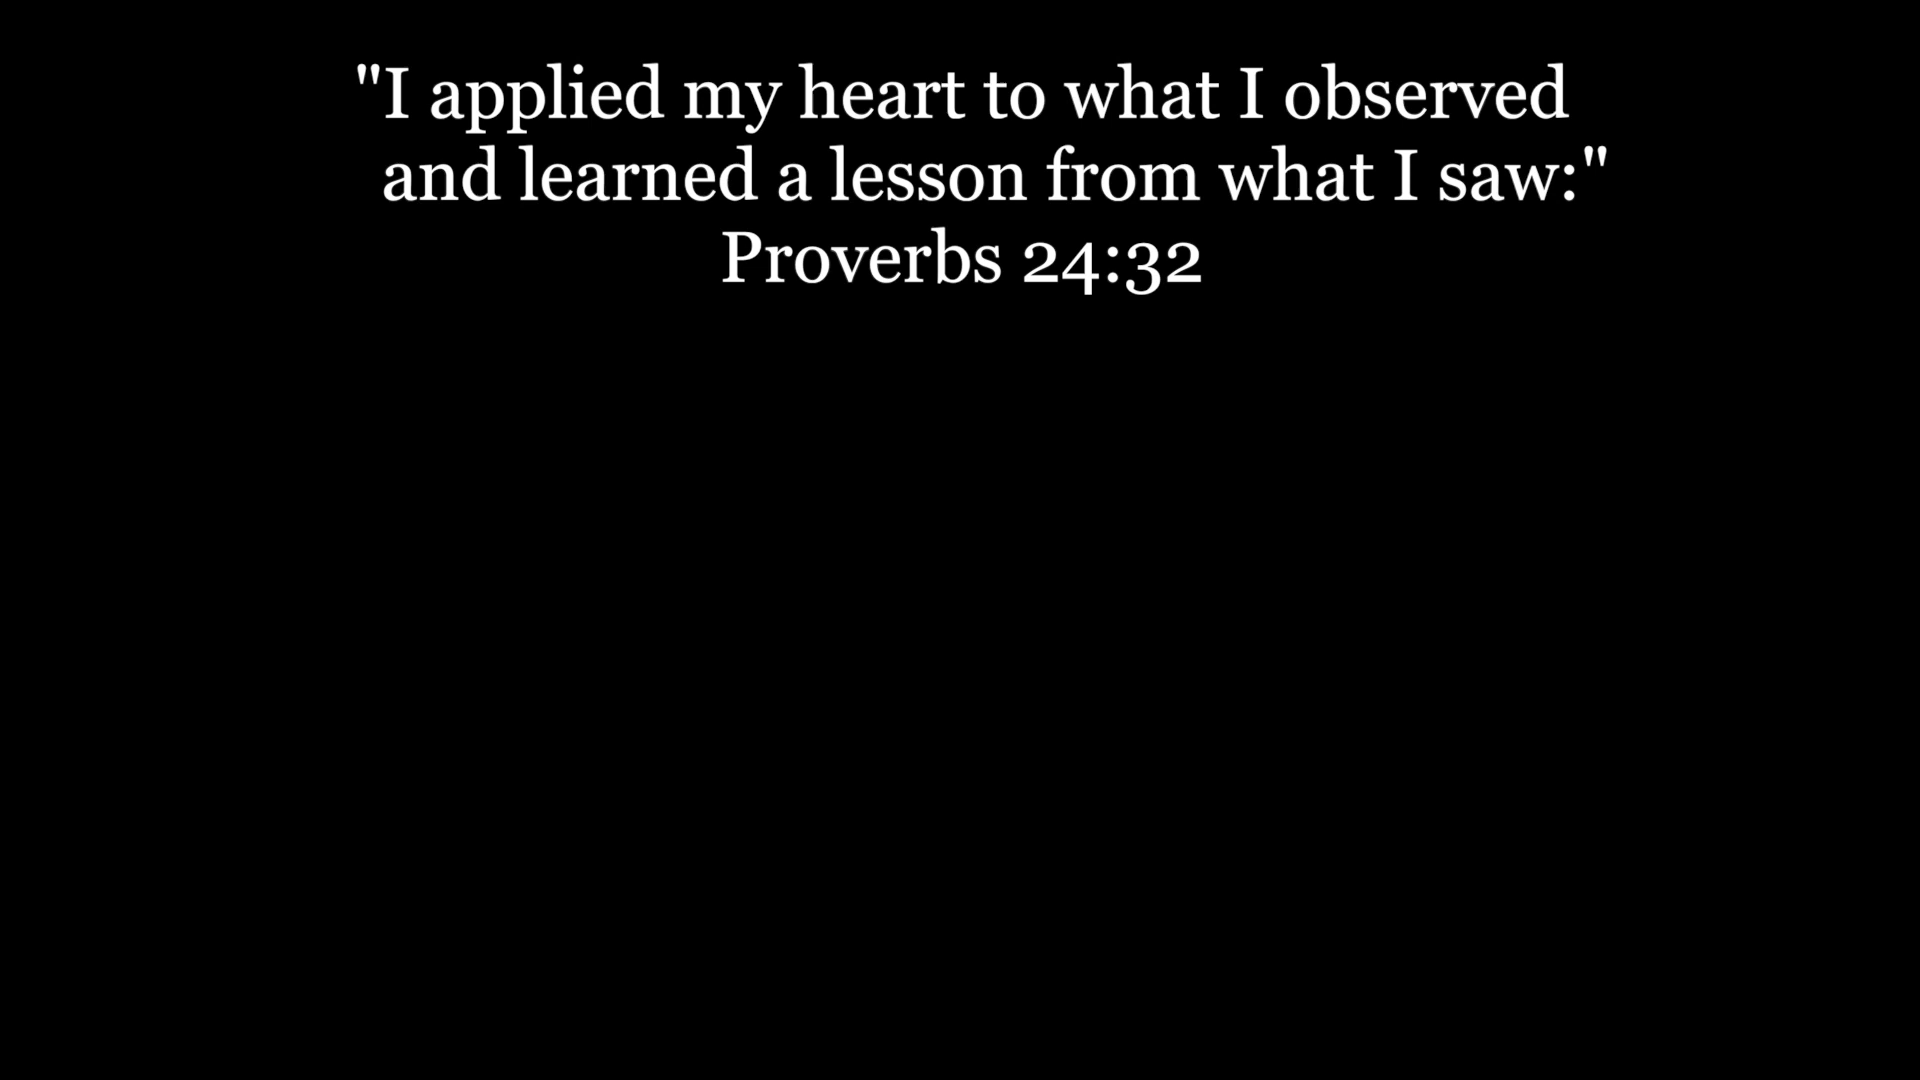 "I applied my heart to what I observed
and learned a lesson from what I saw:"
Proverbs 24:32